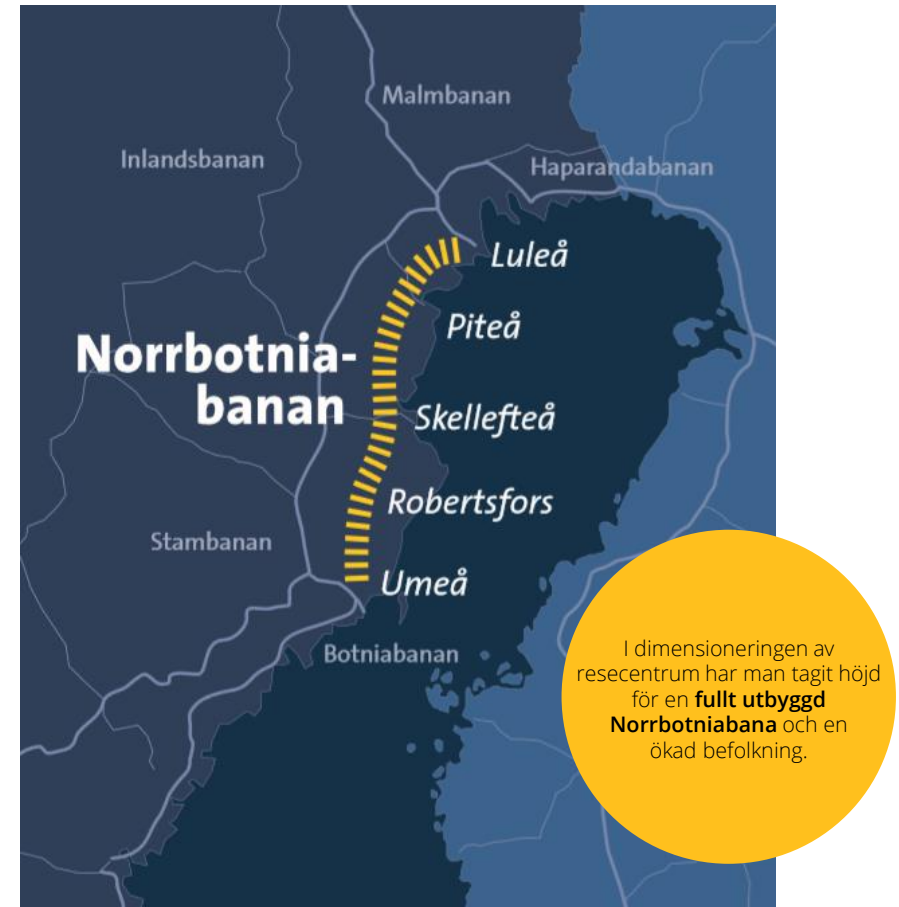 Malmbanan
Inlandsbanan
Haparandabanan
Luleå
Piteå
Norrbotnia-
banan
Skellefteå
Robertsfors
Stambanan
Umeå
Botniabanan
I dimensioneringen av
resecentrum har man tagit höjd
för en fullt utbyggd
Norrbotniabana och en
ökad befolkning.